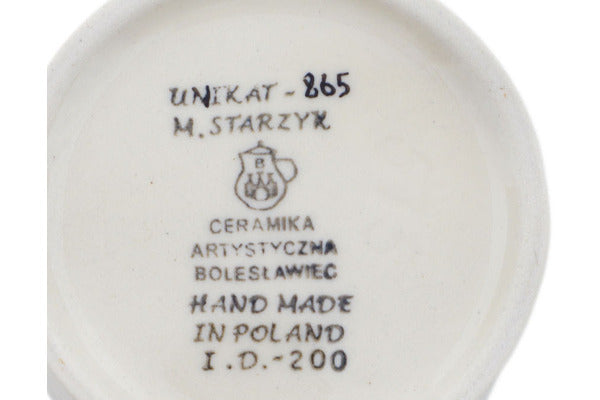 UNIKAT - 865
M. STARZYK
B
CERAMIKA
ARTYSTYCZNA
BOLESŁAWIEC
HAND MADE
IN POLAND
I.D.-200